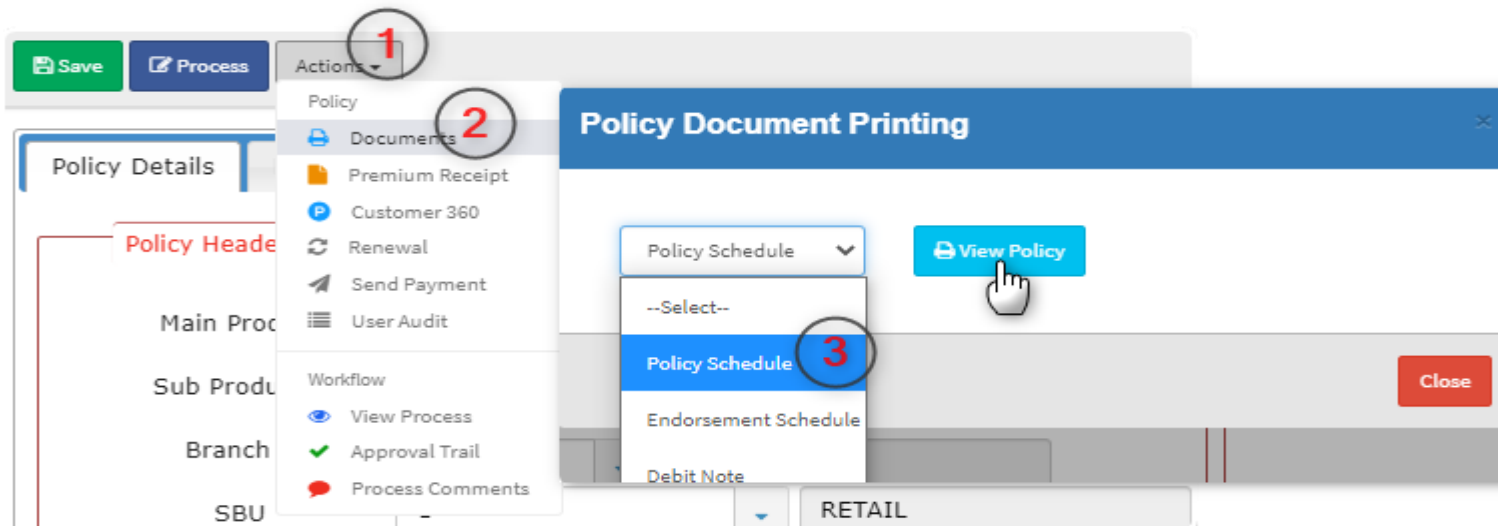 Save
Process
Actions
1
Policy
Documents
2
Premium Receipt
Customer 360
Renewal
Send Payment
User Audit
Workflow
View Process
Approval Trail
Process Comments
Policy Details
Policy Heade
Main Prod
Sub Produ
Branch
SBU
RETAIL
Policy Document Printing
×
Policy Schedule
View Policy
--Select--
Policy Schedule
3
Endorsement Schedule
Debit Note
Close